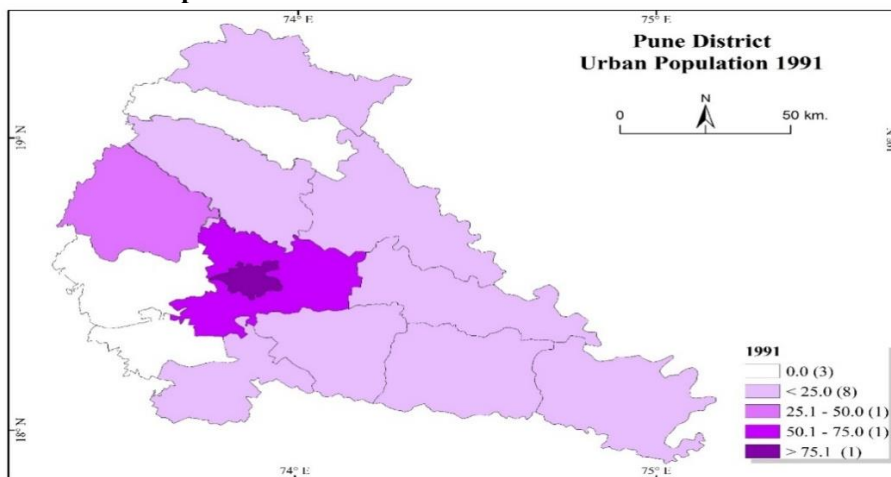 74° E
75° E
Pune District
Urban Population 1991
N
0
50 km.
19° N
18° N
1991
0.0 (3)
< 25.0 (8)
25.1 - 50.0 (1)
50.1 - 75.0 (1)
> 75.1 (1)
74° E
75° E